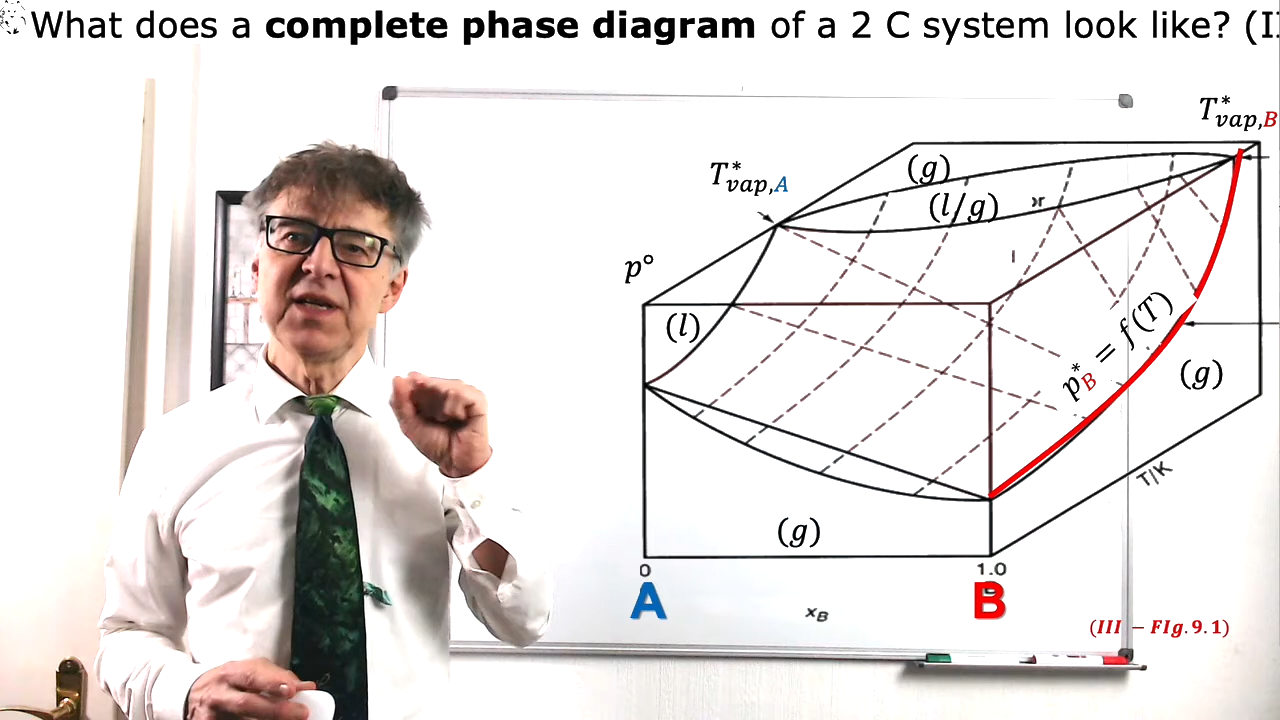 What does a complete phase diagram of a 2 C system look like? (I
T*vap,B
T*vap,A
(g)
(l/g)
p°
(l)
p*B = f(T)
(g)
T/K
(g)
0
1.0
A
B
xB
(III − FIg.9.1)